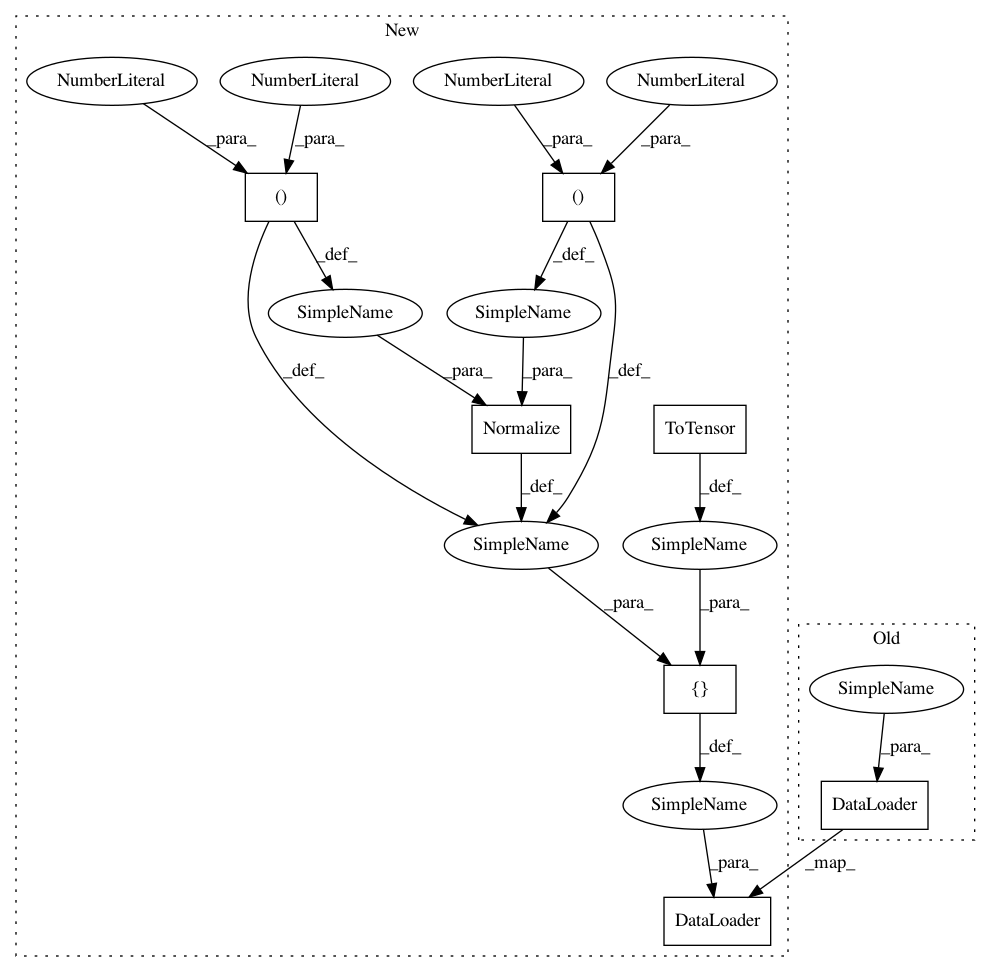 New
NumberLiteral NumberLiteral NumberLiteral NumberLiteral
_para_ _para_ _para_ _para_
() ()
_def_ _def_
SimpleName SimpleName
_def_ _para_ _para_ _def_
Normalize ToTensor
_def_ _def_
SimpleName SimpleName
_para_ _para_
Old
{} SimpleName
_def_ _para_
SimpleName DataLoader
_para_ _map_
DataLoader